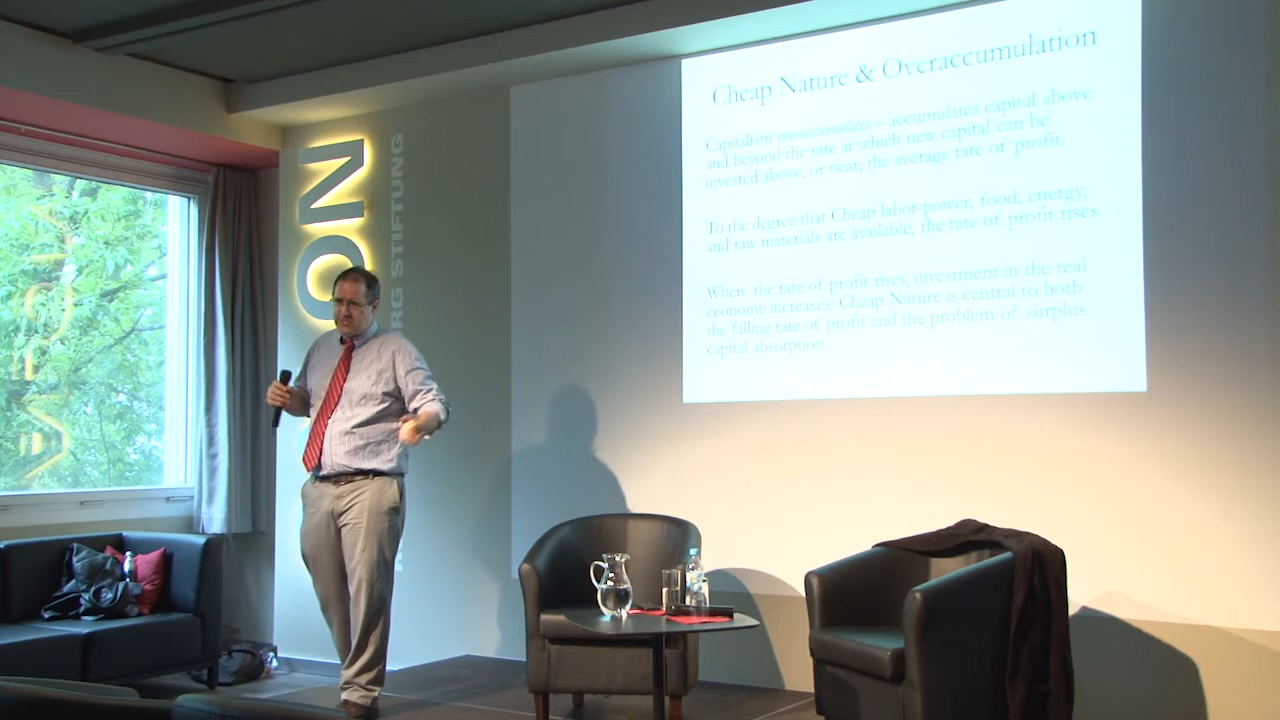 Cheap Nature & Overaccumulation
Capitalism overaccumulates – accumulates capital above
and beyond the rate at which new capital can be
invested above, or near, the average rate of profit.
To the degree that Cheap labor-power, food, energy,
and raw materials are available, the rate of profit rises.
When the rate of profit rises, investment in the real
economy increases. Cheap Nature is central to both
the falling rate of profit and the problem of surplus
capital absorption.
ON
RG STIFTUNG